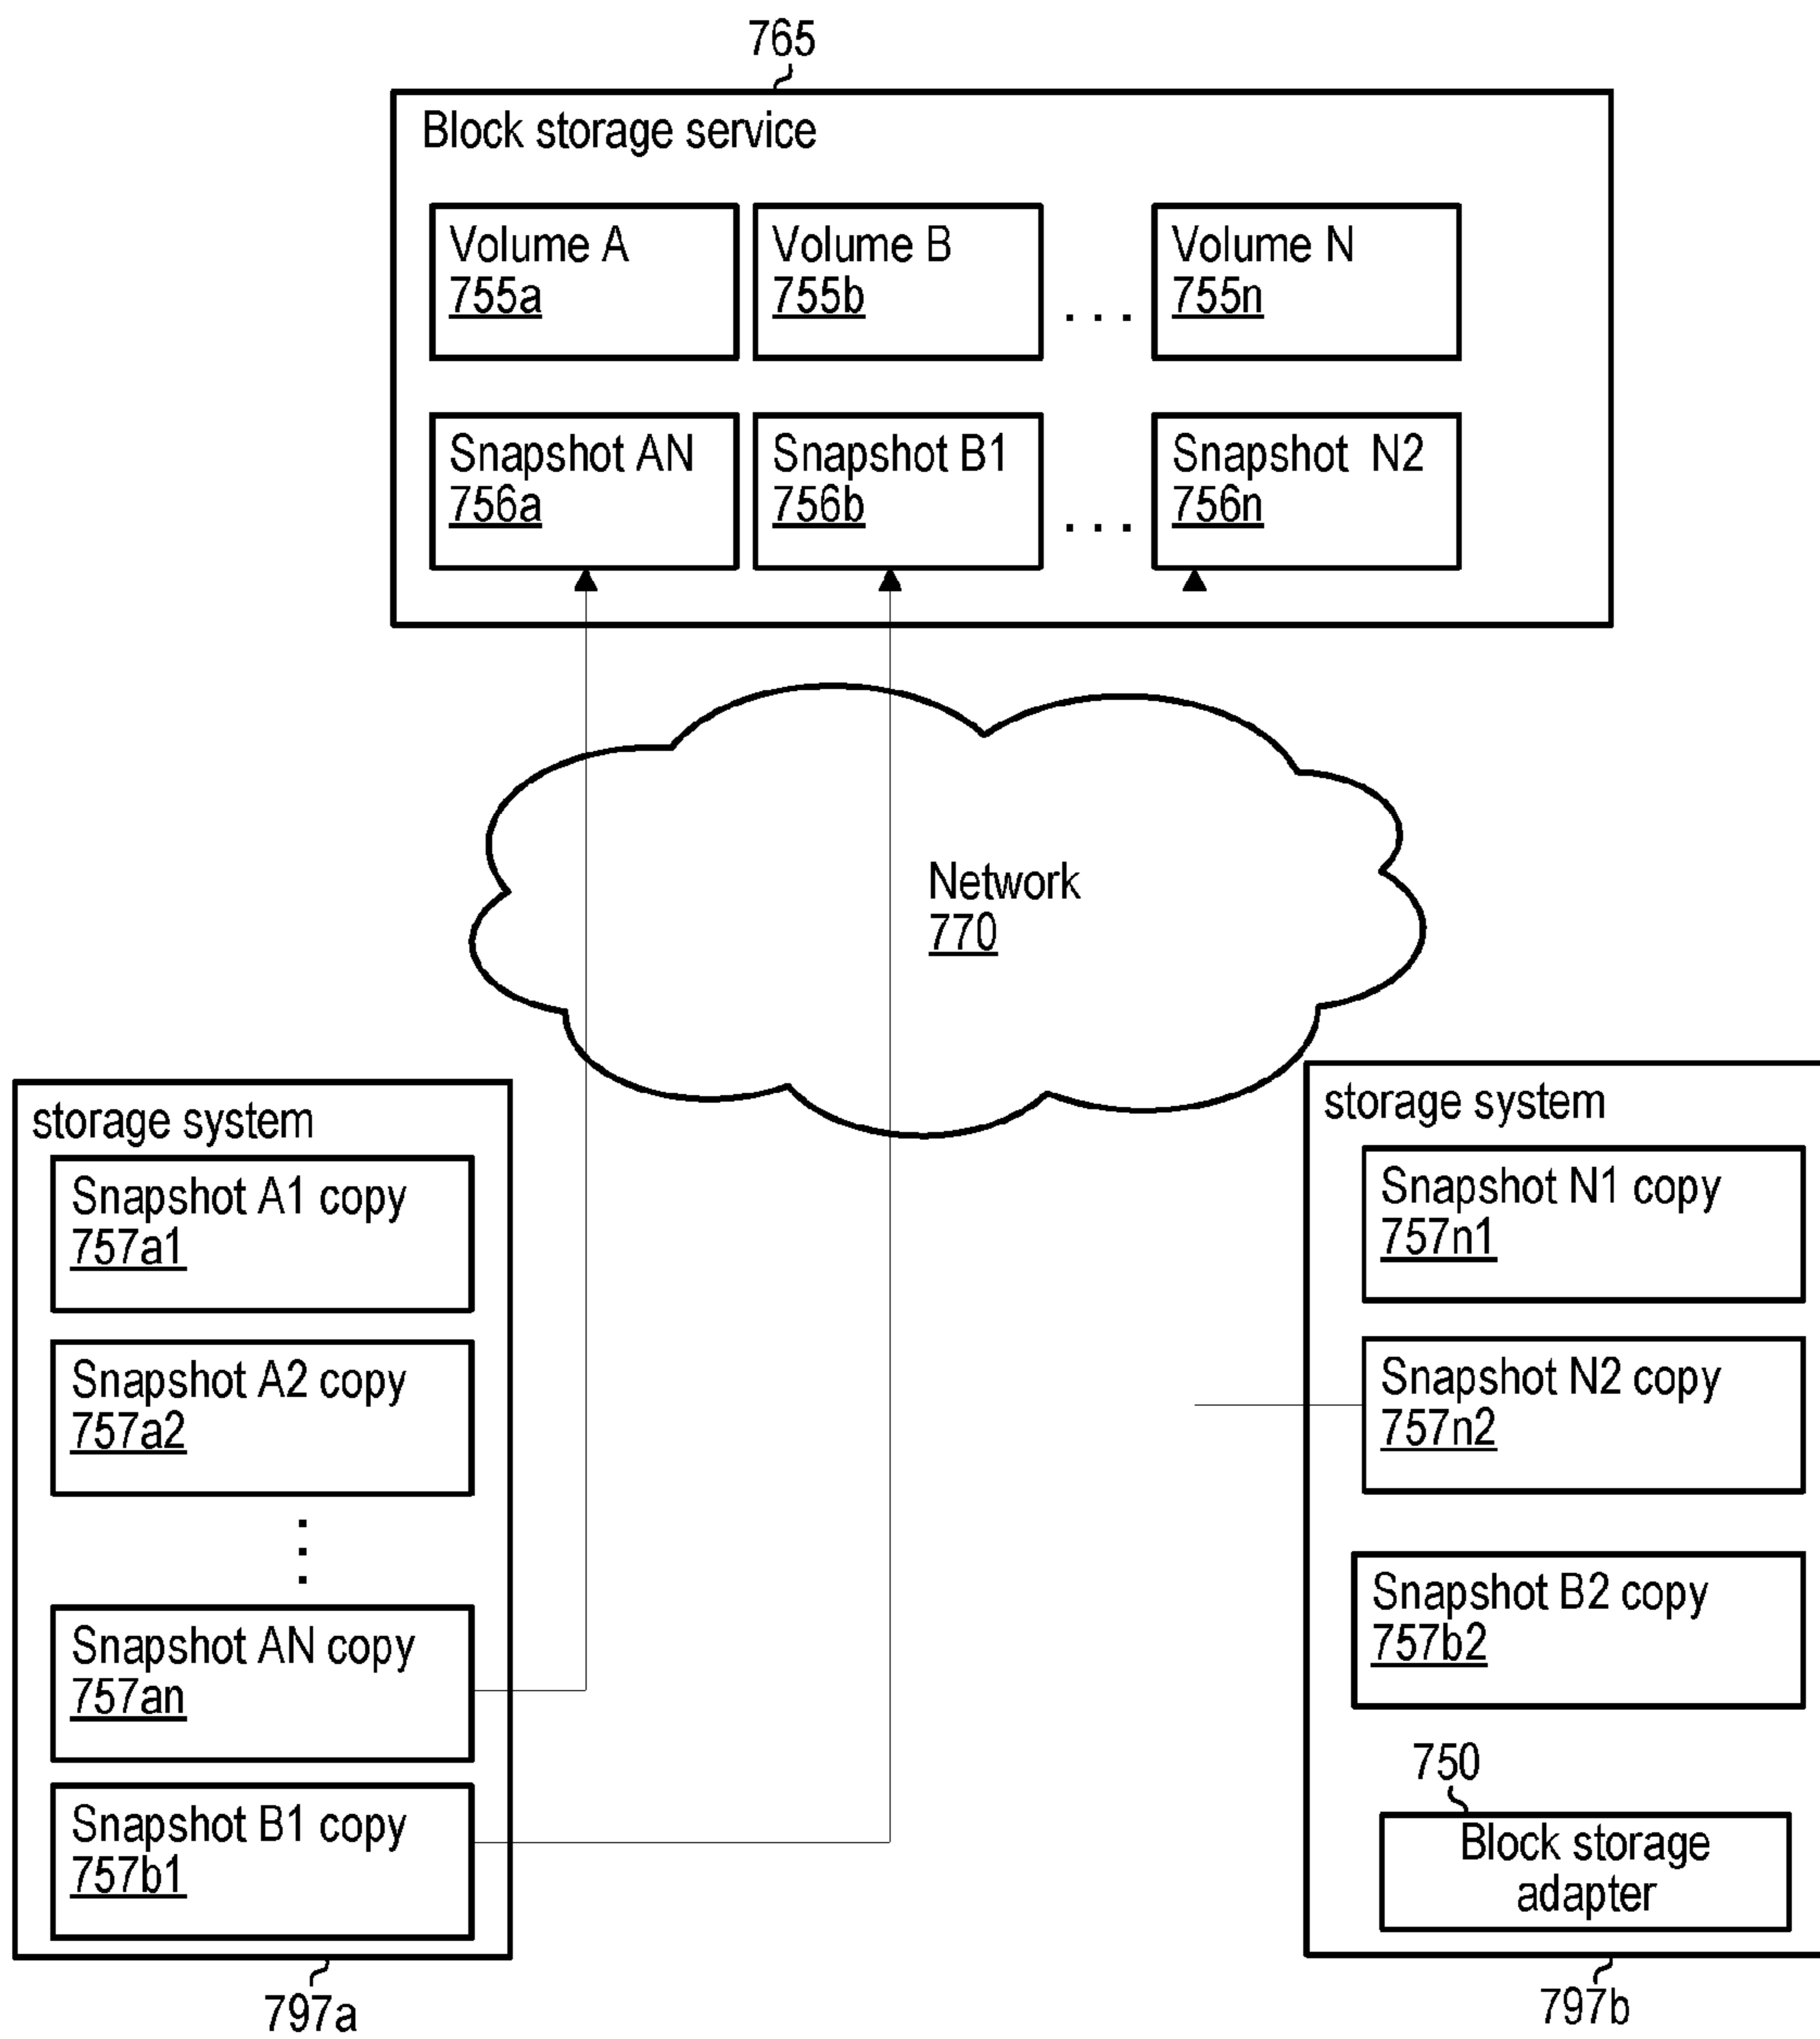 765
Block storage service
Volume A
755a
Volume B
755b
. . .
Volume N
755n
Snapshot AN
756a
Snapshot B1
756b
. . .
Snapshot N2
756n
Network
770
storage system
Snapshot A1 copy
757a1
Snapshot A2 copy
757a2
. . .
Snapshot AN copy
757an
Snapshot B1 copy
757b1
797a
storage system
Snapshot N1 copy
757n1
Snapshot N2 copy
757n2
Snapshot B2 copy
757b2
750
Block storage
adapter
797b